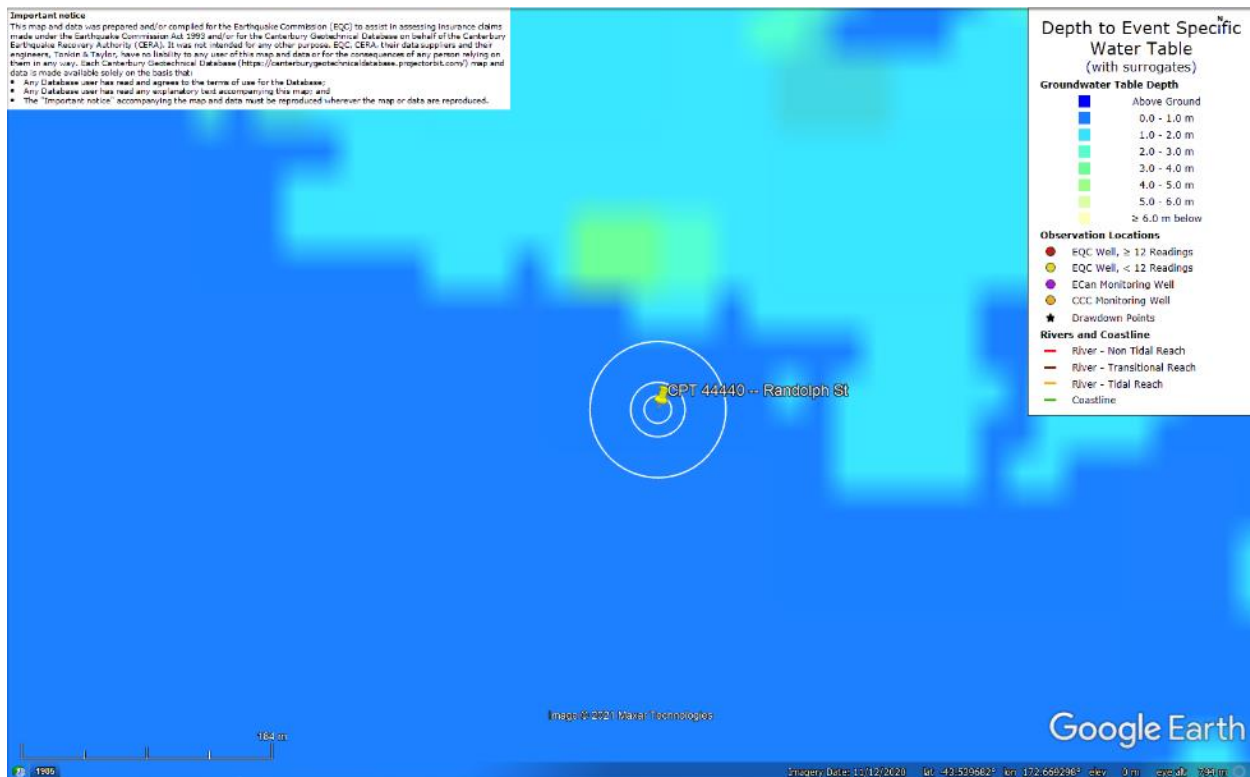 Important notice
This map and data was prepared and/or compiled for the Earthquake Commission (EQC) to assist in assessing insurance claims
made under the Earthquake Commission Act 1993 and/or for the Canterbury Geotechnical Database on behalf of the Canterbury
Earthquake Recovery Authority (CERA). It was not intended for any other purpose. EQC, CERA, their data suppliers and their
engineers, Tonkin & Taylor, have no liability to any user of this map and data or for the consequences of any person relying on
them in any way. Each Canterbury Geotechnical Database (https://canterburygeotechnicaldatabase.projectorbit.com/) map and
data is made available solely on the basis that:
• Any Database user has read and agrees to the terms of use for the Database;
• Any Database user has read any explanatory text accompanying this map; and
• The "Important notice" accompanying the map and data must be reproduced wherever the map or data are reproduced.
N
Depth to Event Specific
Water Table
(with surrogates)
Groundwater Table Depth
Above Ground
0.0 - 1.0 m
1.0 - 2.0 m
2.0 - 3.0 m
3.0 - 4.0 m
4.0 - 5.0 m
5.0 - 6.0 m
≥ 6.0 m below
Observation Locations
EQC Well, ≥ 12 Readings
EQC Well, < 12 Readings
ECan Monitoring Well
CCC Monitoring Well
Drawdown Points
Rivers and Coastline
River - Non Tidal Reach
River - Transitional Reach
River - Tidal Reach
Coastline
CPT 44440 -- Randolph St
Image © 2021 Maxar Technologies
184 m
Google Earth
1985
Imagery Date: 11/12/2020 lat -43.539682° lon 172.669298° elev 0 m eye alt 794 m